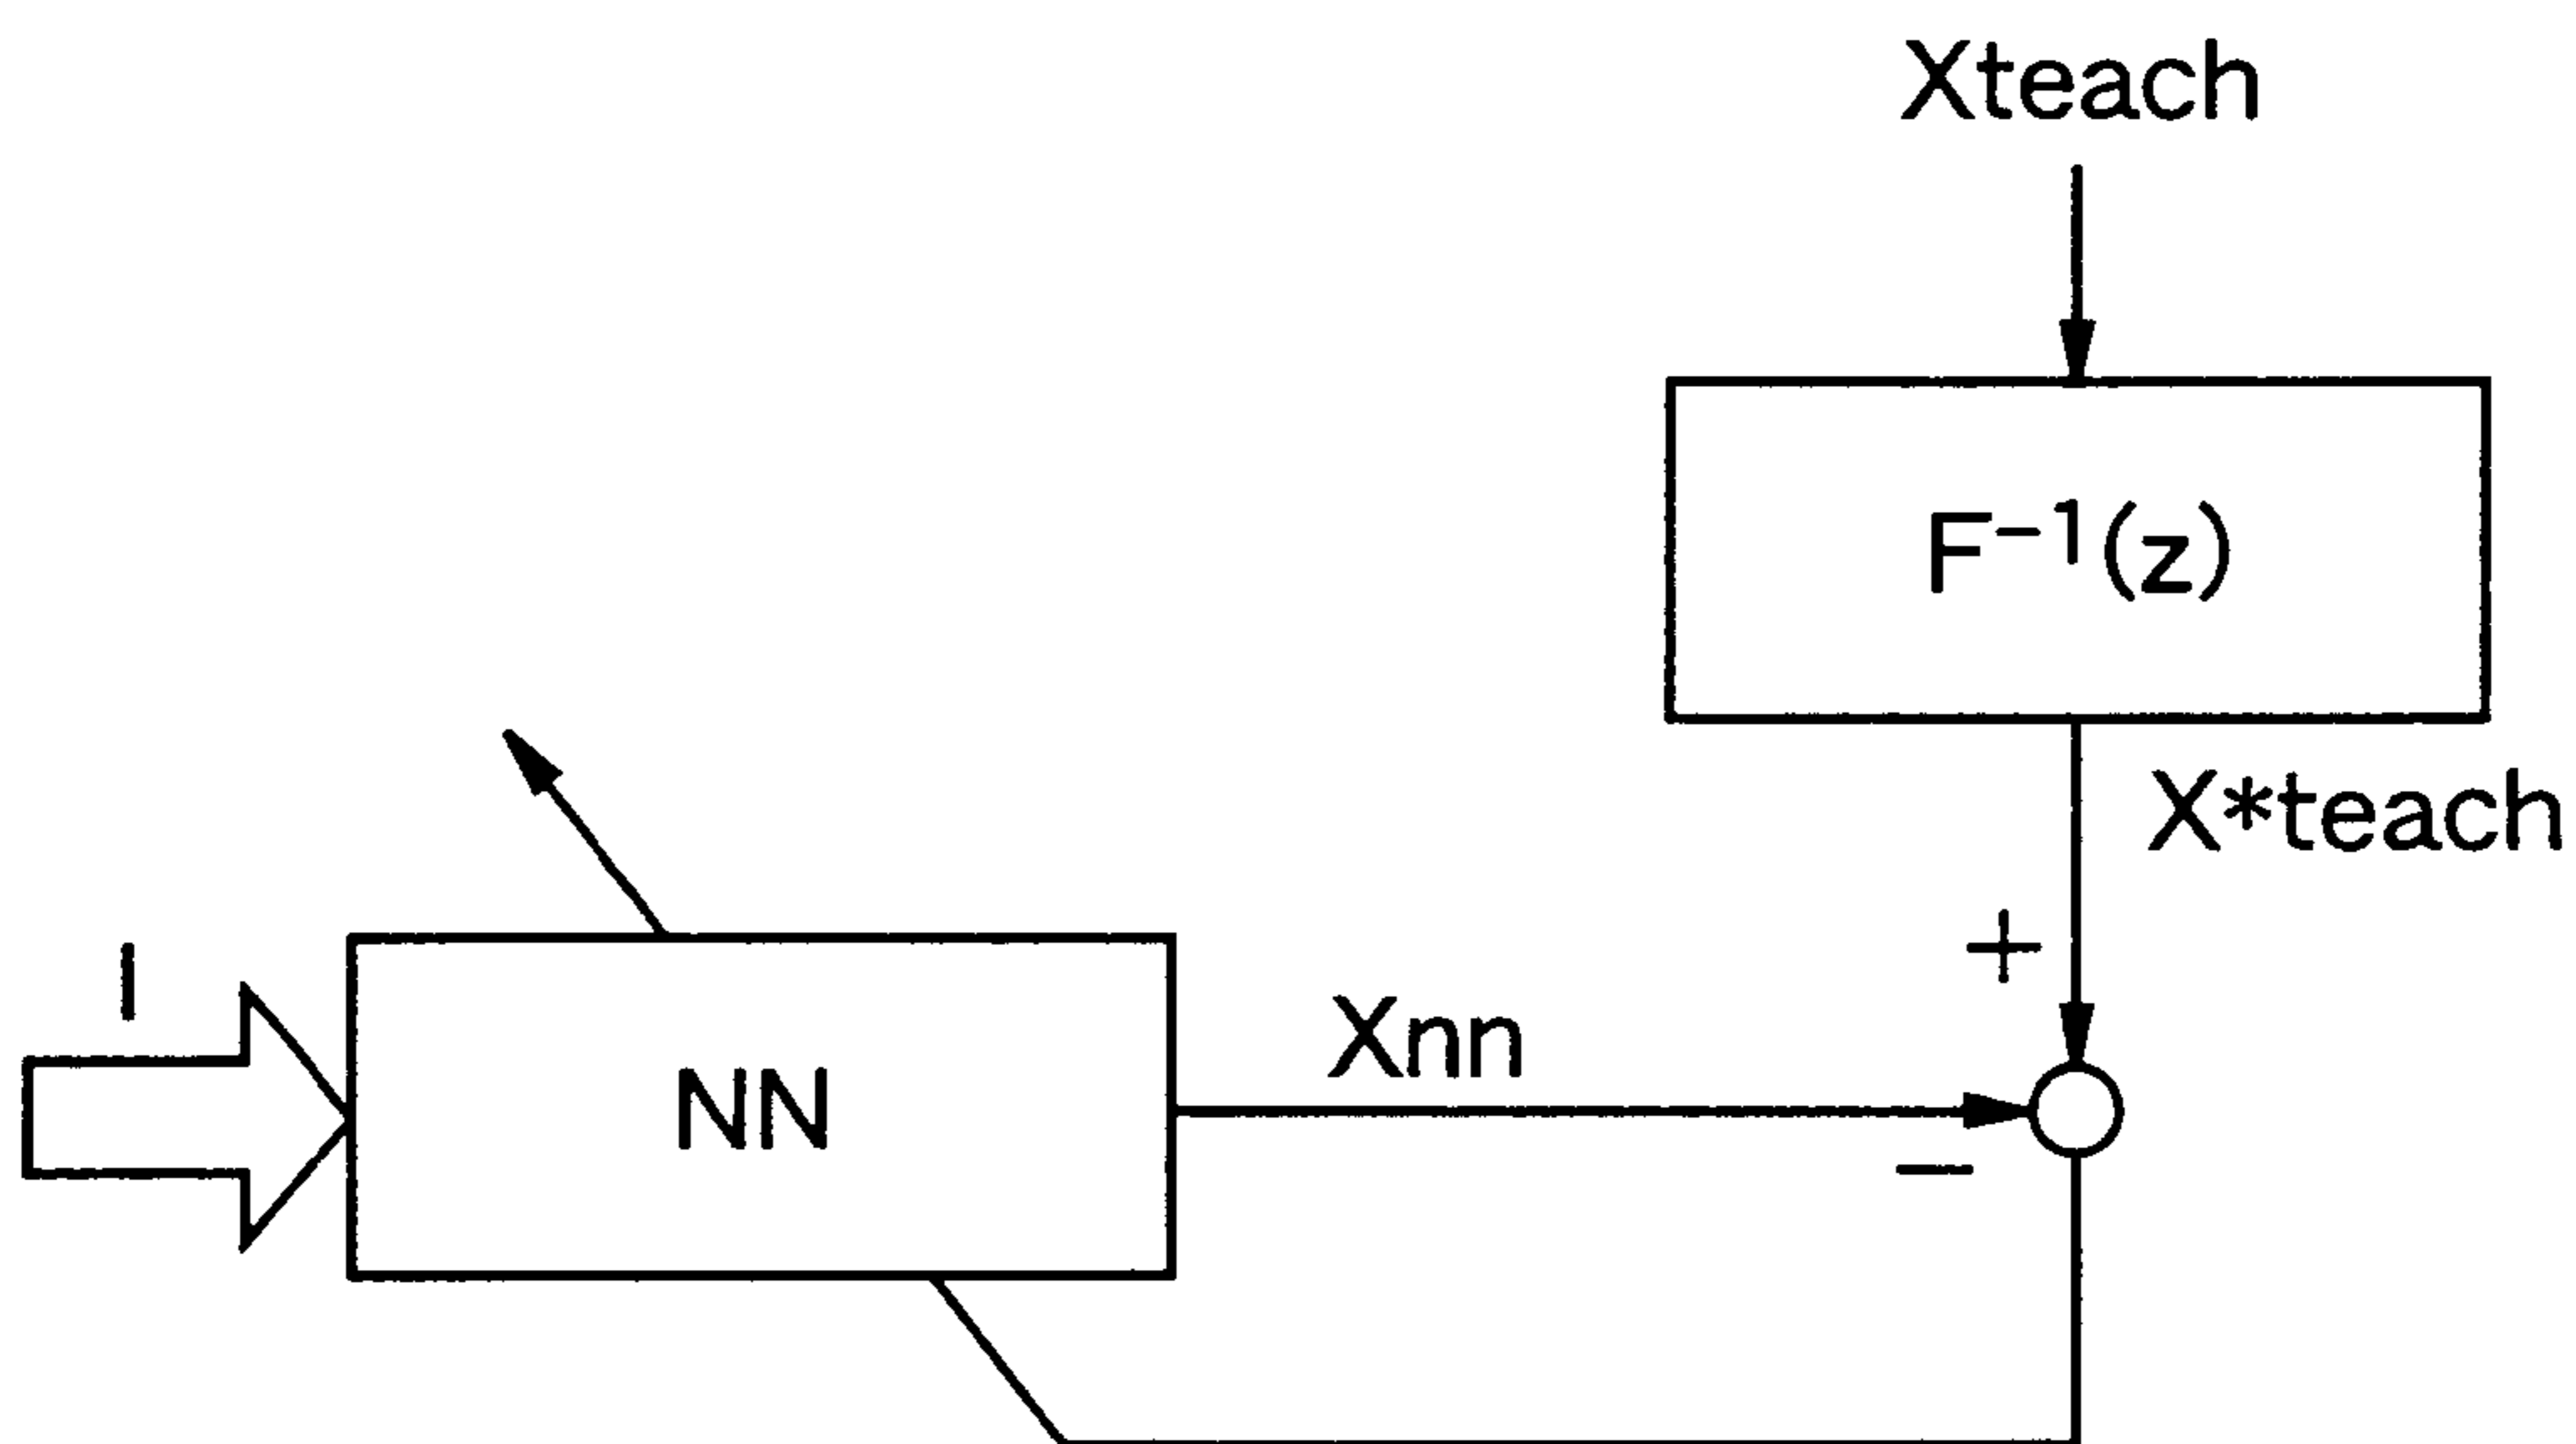 Xteach
F⁻¹(z)
X*teach
+
I
Xnn
NN
−